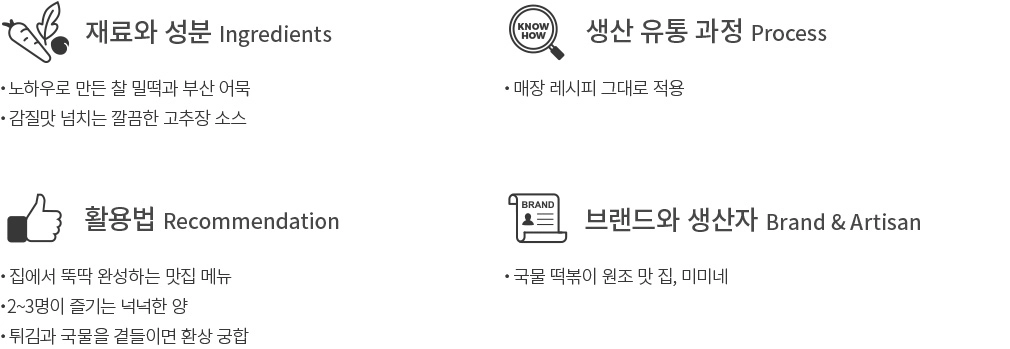 재료와 성분 Ingredients
• 노하우로 만든 찰 밀떡과 부산 어묵
• 감질맛 넘치는 깔끔한 고추장 소스
KNOW
HOW
생산 유통 과정 Process
• 매장 레시피 그대로 적용
활용법 Recommendation
• 집에서 뚝딱 완성하는 맛집 메뉴
•2~3명이 즐기는 넉넉한 양
• 튀김과 국물을 곁들이면 환상 궁합
BRAND
브랜드와 생산자 Brand & Artisan
• 국물 떡볶이 원조 맛 집, 미미네